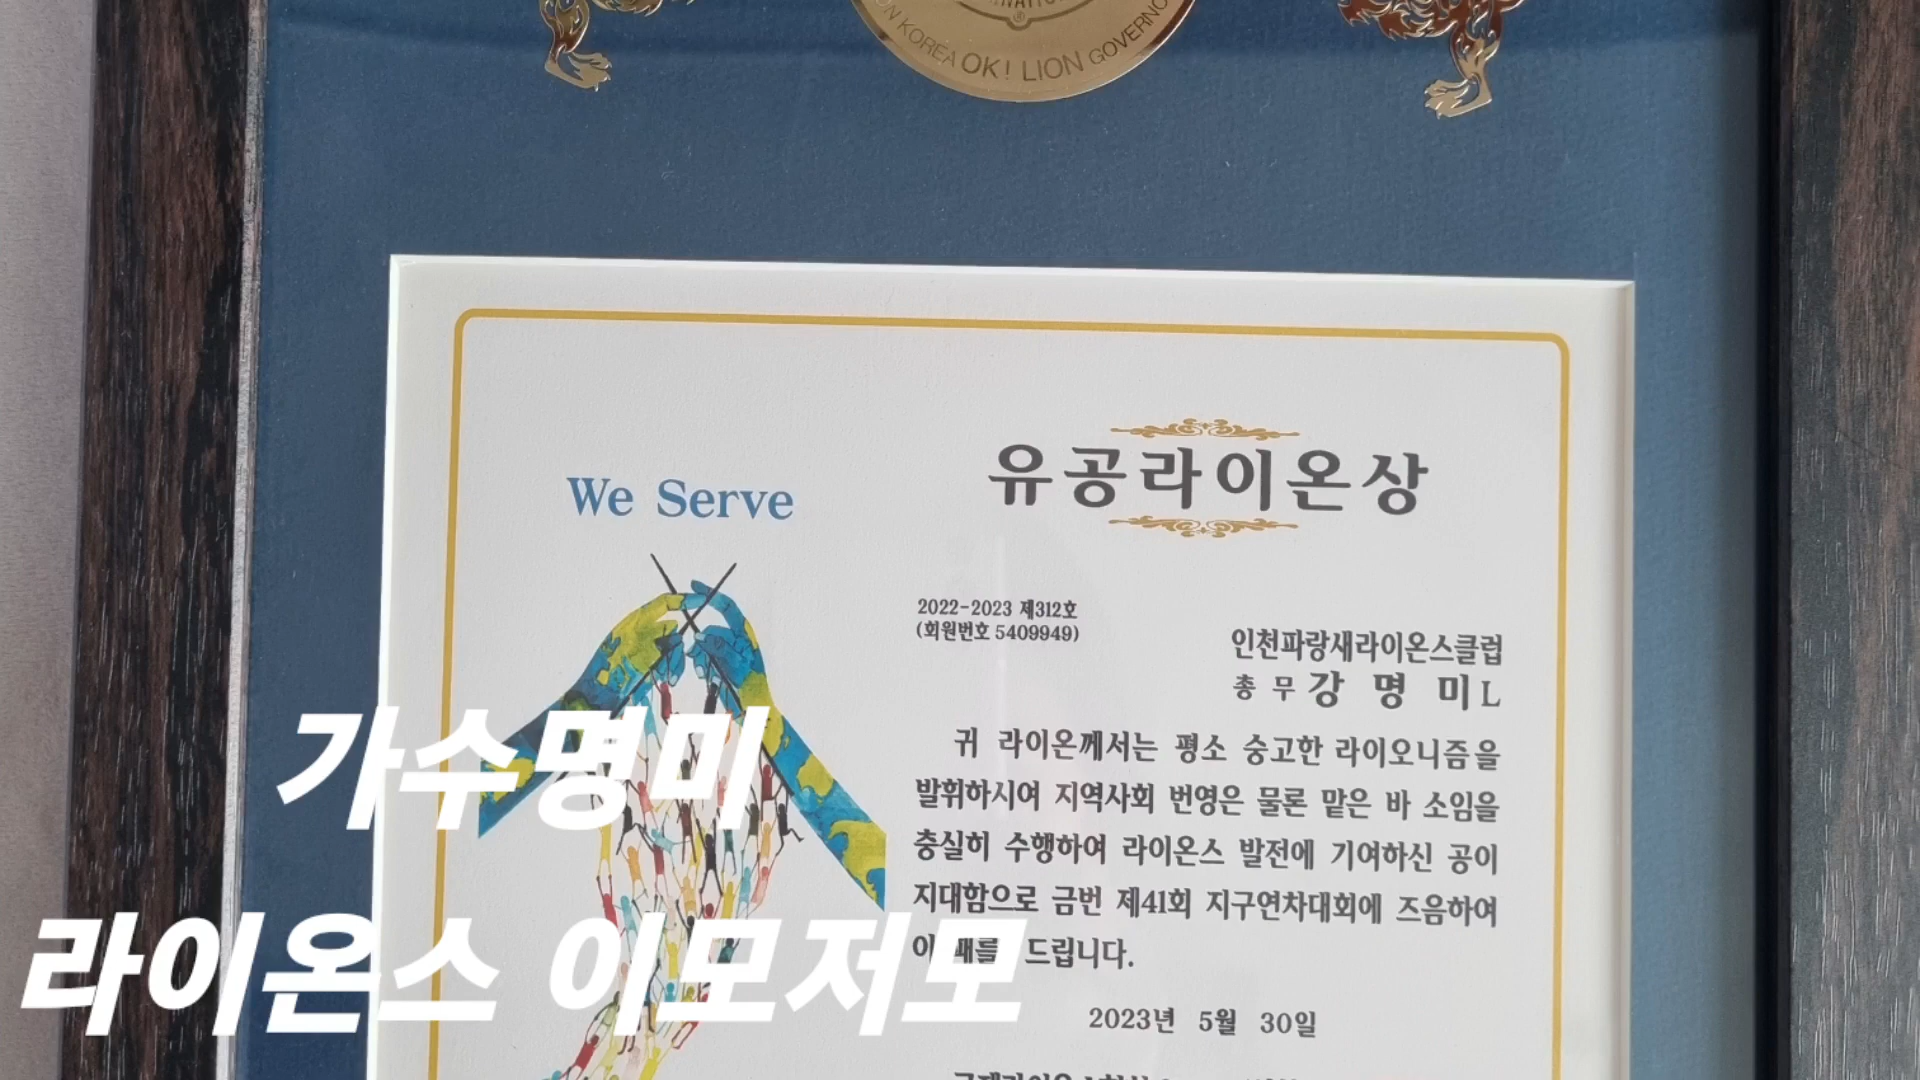 ON KOREA OK! LION GOVERNO
We Serve
유공라이온상
2022-2023 제312호
(회원번호 5409949)
인천파랑새라이온스클럽
총 무 강 명 미 L
귀 라이온께서는 평소 숭고한 라이오니즘을
발휘하시여 지역사회 번영은 물론 맡은 바 소임을
충실히 수행하여 라이온스 발전에 기여하신 공이
지대함으로 금번 제41회 지구연차대회에 즈음하여
이 패를 드립니다.
2023년 5월 30일
가수명미
라이온스 이모저모